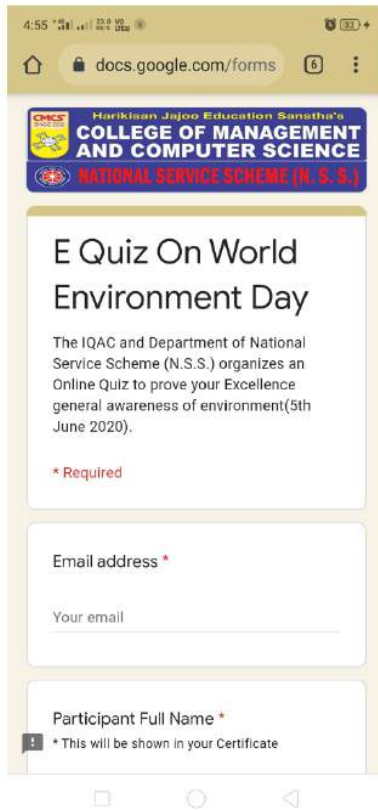 4:55
docs.google.com/forms 6
Harikisan Jajoo Education Sanstha's
CMCS
COLLEGE OF MANAGEMENT
AND COMPUTER SCIENCE
NATIONAL SERVICE SCHEME (N. S. S.)
E Quiz On World
Environment Day
The IQAC and Department of National
Service Scheme (N.S.S.) organizes an
Online Quiz to prove your Excellence
general awareness of environment(5th
June 2020).
* Required
Email address *
Your email
Participant Full Name *
* This will be shown in your Certificate